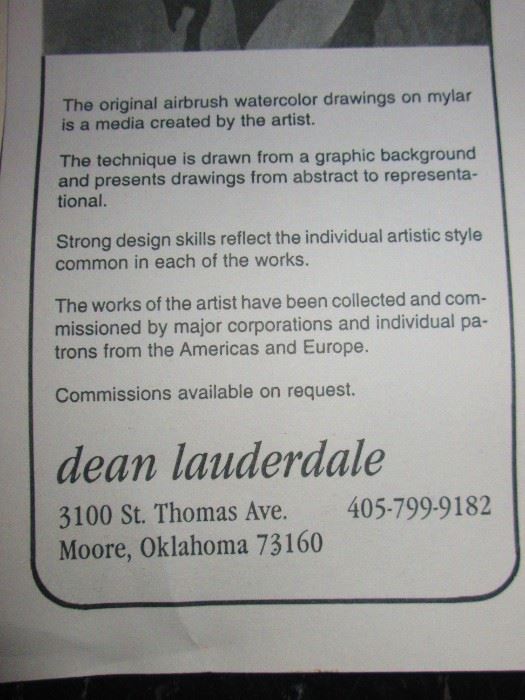 The original airbrush watercolor drawings on mylar
is a media created by the artist.
The technique is drawn from a graphic background
and presents drawings from abstract to representa-
tional.
Strong design skills reflect the individual artistic style
common in each of the works.
The works of the artist have been collected and com-
missioned by major corporations and individual pa-
trons from the Americas and Europe.
Commissions available on request.
dean lauderdale
3100 St. Thomas Ave. 405-799-9182
Moore, Oklahoma 73160